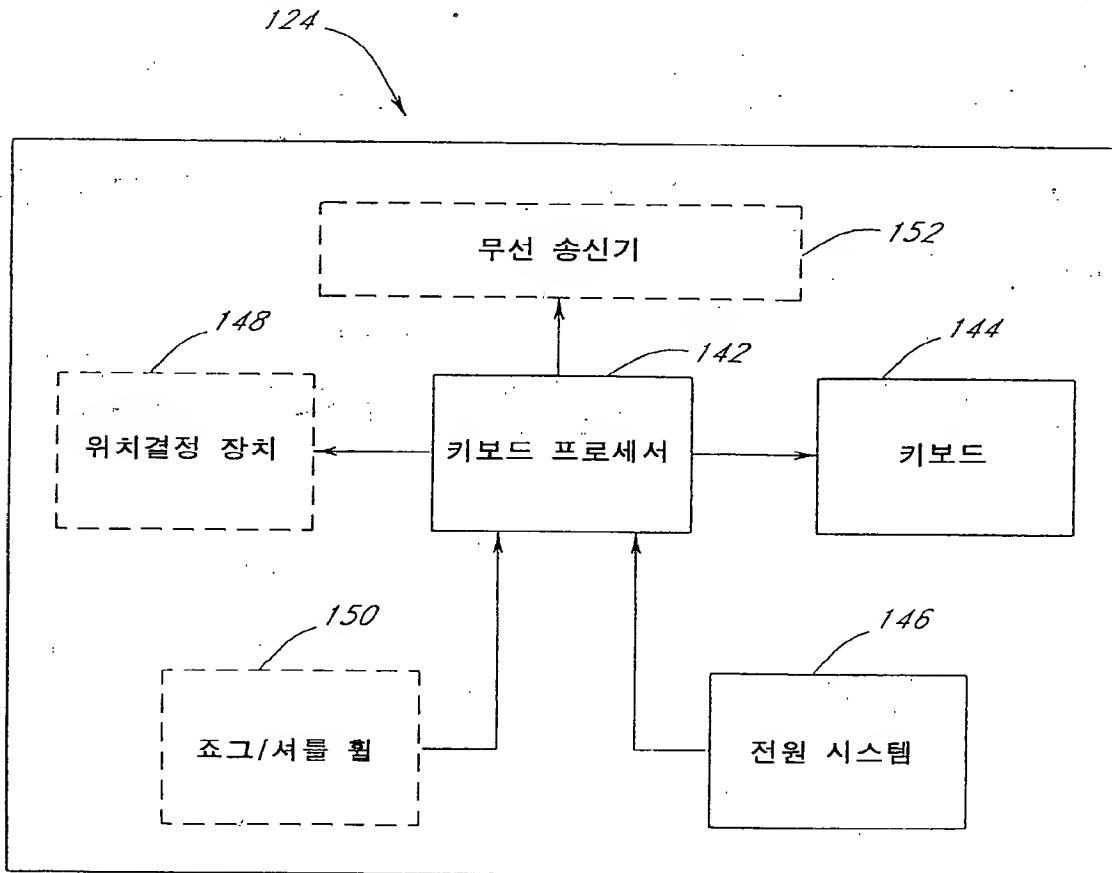 124
무선 송신기
152
148
142
144
위치결정 장치
키보드 프로세서
키보드
150
146
죠그/셔틀 휠
전원 시스템